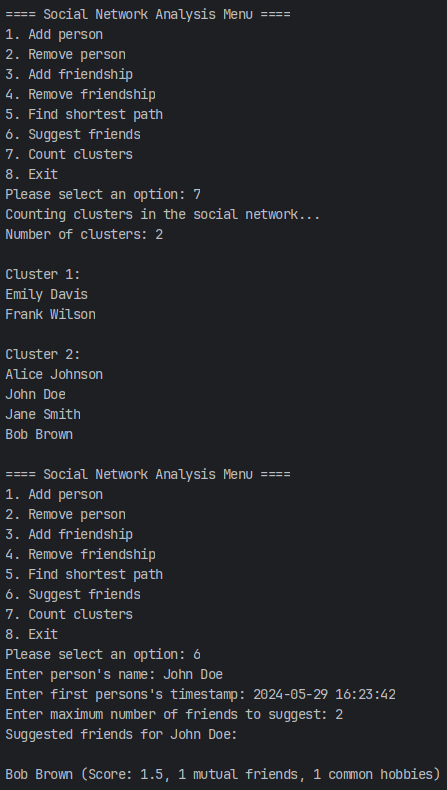 ==== Social Network Analysis Menu ====
1. Add person
2. Remove person
3. Add friendship
4. Remove friendship
5. Find shortest path
6. Suggest friends
7. Count clusters
8. Exit
Please select an option: 7
Counting clusters in the social network...
Number of clusters: 2

Cluster 1:
Emily Davis
Frank Wilson

Cluster 2:
Alice Johnson
John Doe
Jane Smith
Bob Brown

==== Social Network Analysis Menu ====
1. Add person
2. Remove person
3. Add friendship
4. Remove friendship
5. Find shortest path
6. Suggest friends
7. Count clusters
8. Exit
Please select an option: 6
Enter person's name: John Doe
Enter first persons's timestamp: 2024-05-29 16:23:42
Enter maximum number of friends to suggest: 2
Suggested friends for John Doe:

Bob Brown (Score: 1.5, 1 mutual friends, 1 common hobbies)